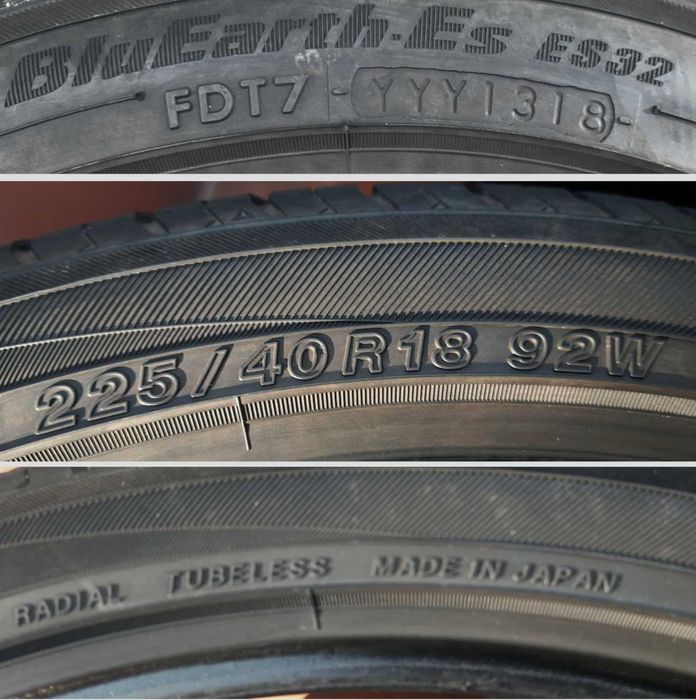 BluEarth-Es ES32
FDT7 - YYY1318 -
225/40R18 92W
RADIAL TUBELESS MADE IN JAPAN